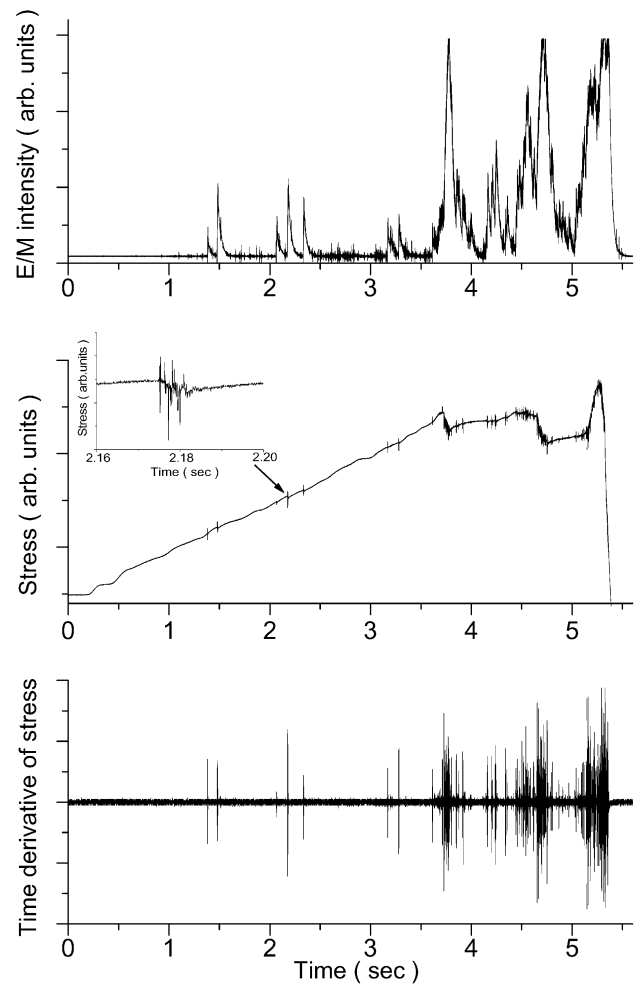 E/M intensity ( arb. units)
0 1 2 3 4 5
Stress ( arb. units)
Stress ( arb.units)
2.16 2.18 2.20
Time ( sec )
0 1 2 3 4 5
Time derivative of stress
0 1 2 3 4 5
Time ( sec )